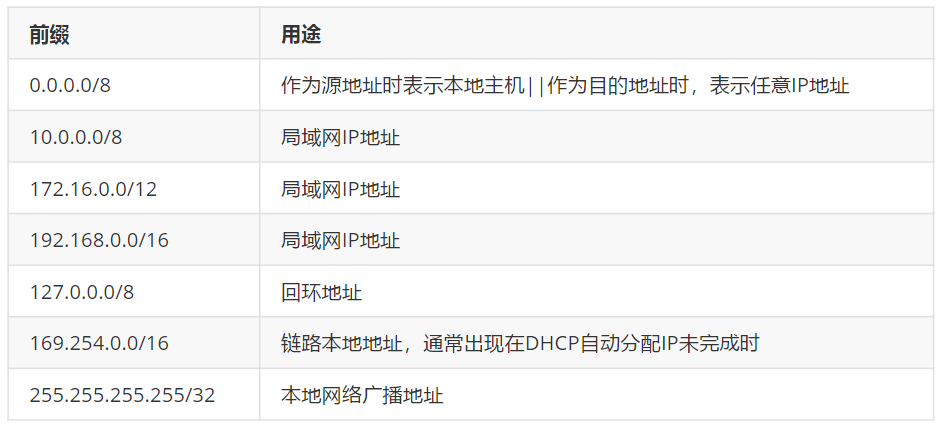 前缀 用途
0.0.0.0/8 作为源地址时表示本地主机||作为目的地址时，表示任意IP地址
10.0.0.0/8 局域网IP地址
172.16.0.0/12 局域网IP地址
192.168.0.0/16 局域网IP地址
127.0.0.0/8 回环地址
169.254.0.0/16 链路本地地址，通常出现在DHCP自动分配IP未完成时
255.255.255.255/32 本地网络广播地址